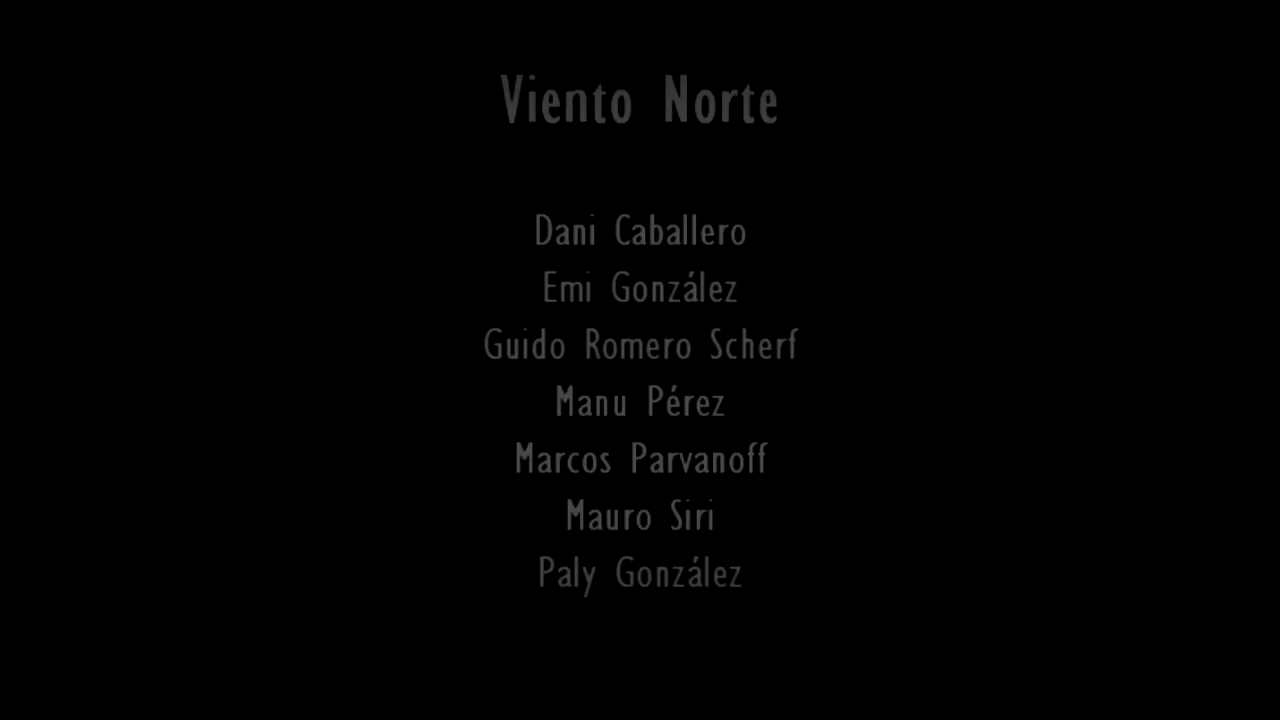 Viento Norte
Dani Caballero
Emi González
Guido Romero Scherf
Manu Pérez
Marcos Parvanoff
Mauro Siri
Paly González